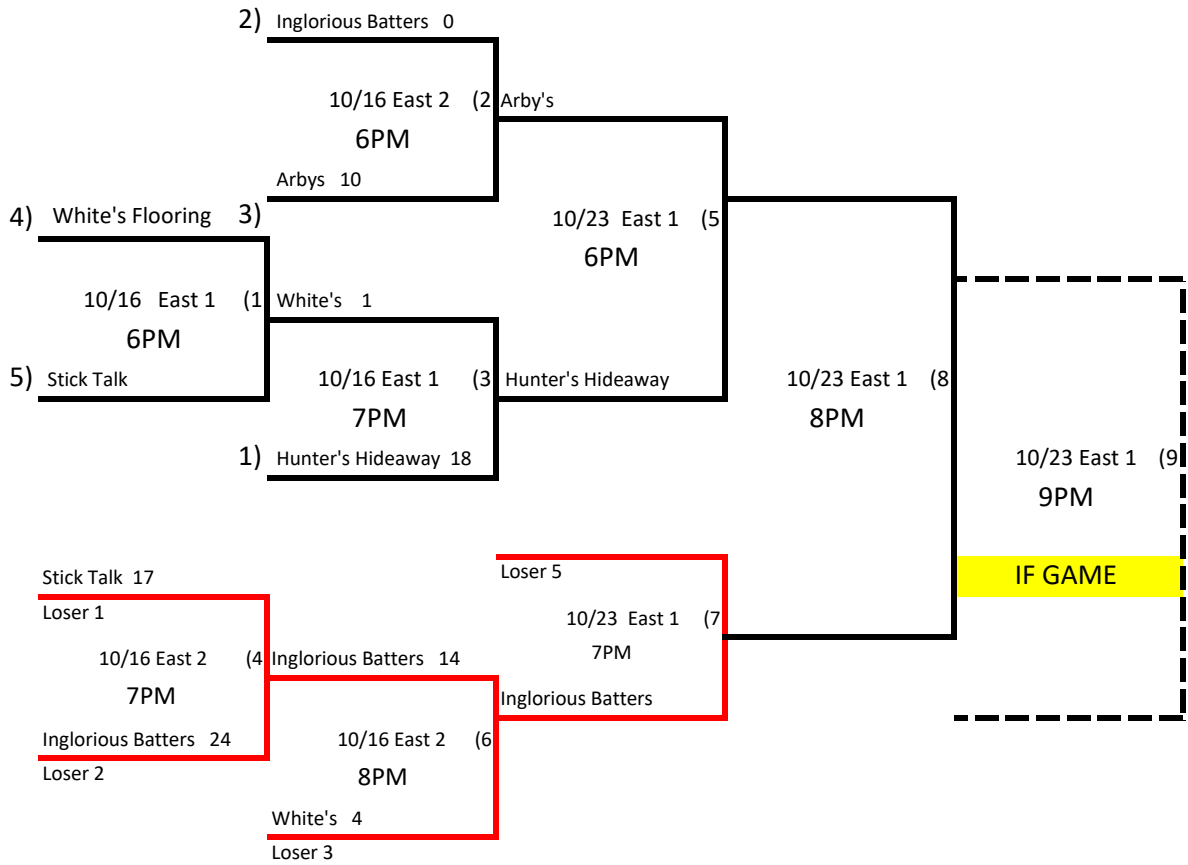 2) Inglorious Batters 0
10/16 East 2 (2 Arby's
6PM
Arbys 10
4) White's Flooring 3)
10/23 East 1 (5
6PM
10/16 East 1 (1 White's 1
6PM
5) Stick Talk
10/16 East 1 (3 Hunter's Hideaway
7PM
10/23 East 1 (8
8PM
1) Hunter's Hideaway 18
10/23 East 1 (9
9PM
IF GAME
Stick Talk 17
Loser 1
Loser 5
10/23 East 1 (7
7PM
10/16 East 2 (4 Inglorious Batters 14
7PM
Inglorious Batters
Inglorious Batters 24
Loser 2
10/16 East 2 (6
8PM
White's 4
Loser 3